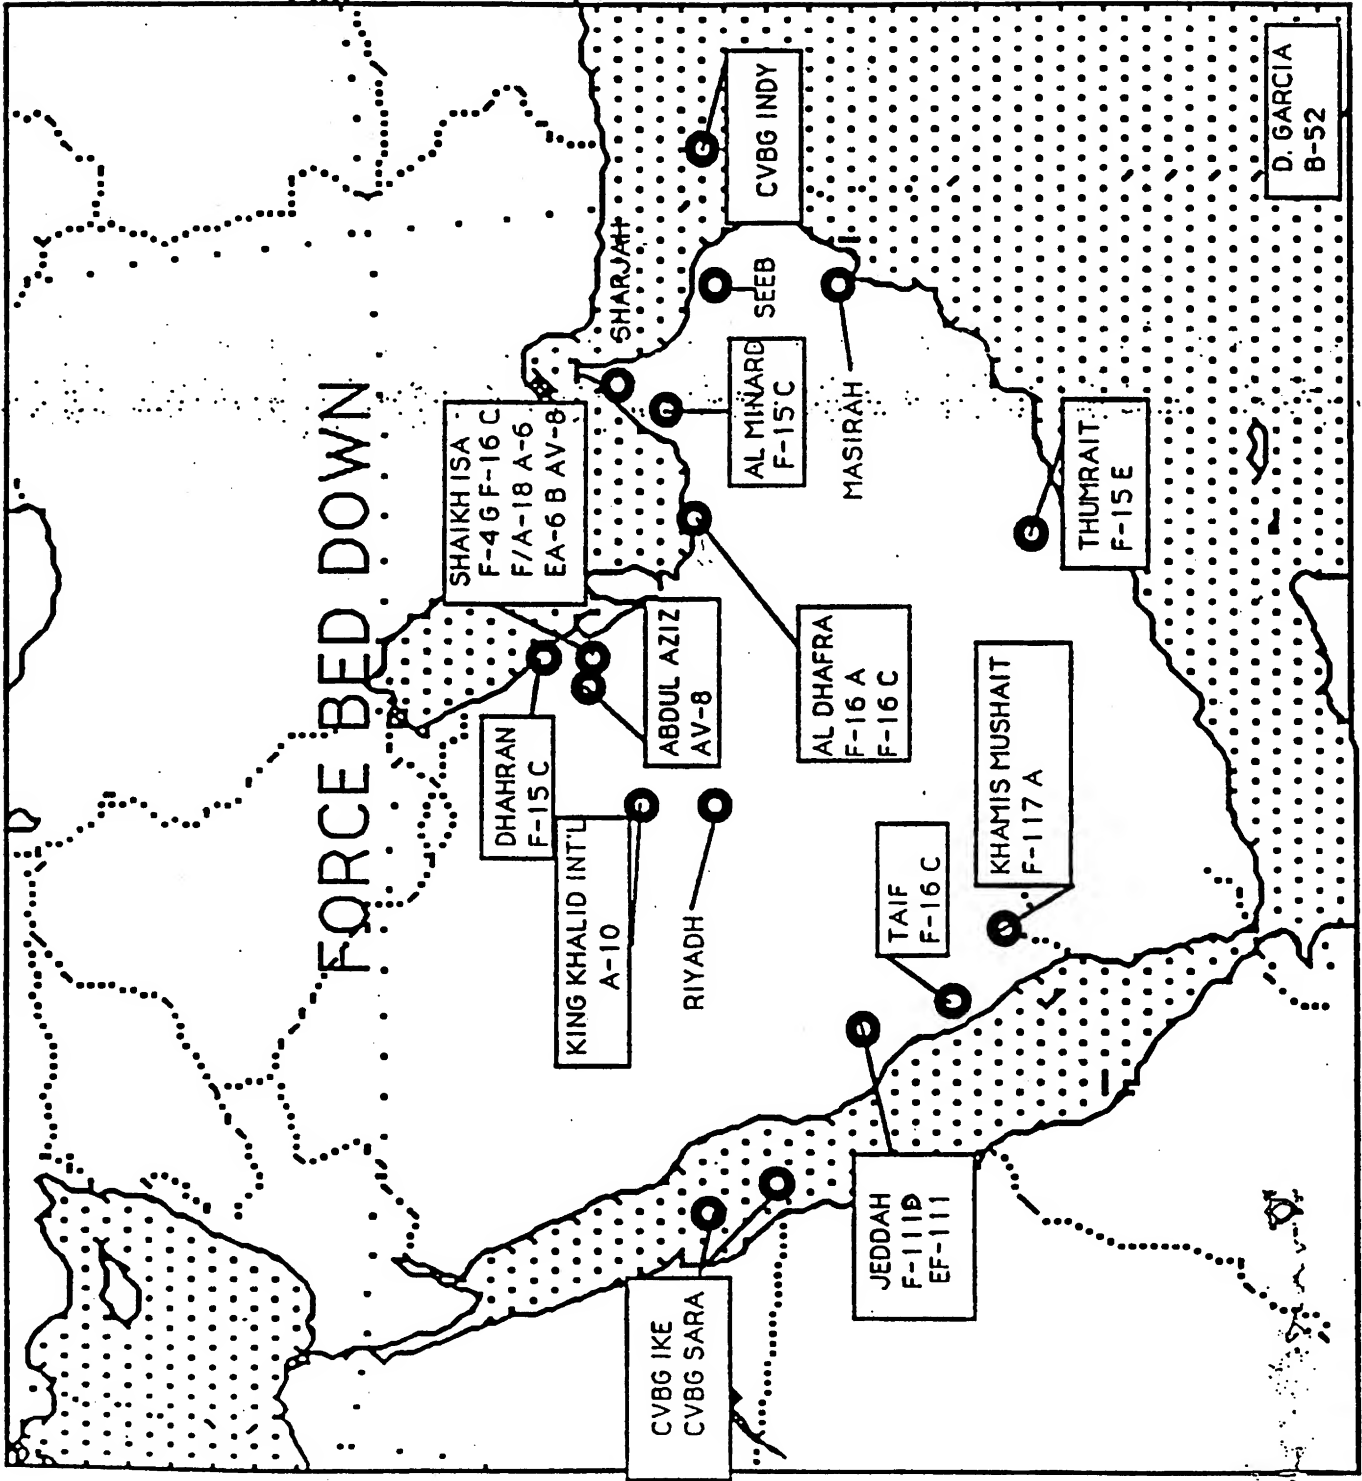 FORCE BED DOWN
SHAIKH ISA
F-4 G F-16 C
F/A-18 A-6
EA-6 B AV-8
DHAHRAN
F-15 C
ABDUL AZIZ
AV-8
KING KHALID INT'L
A-10
RIYADH
SHARJAH
CVBG INDY
SEEB
AL MINARD
F-15 C
MASIRAH
AL DHAFRA
F-16 A
F-16 C
THUMRAIT
F-15 E
KHAMIS MUSHAIT
F-117 A
TAIF
F-16 C
JEDDAH
EF-111
CVBG IKE
CVBG SARA
D. GARCIA
B-52